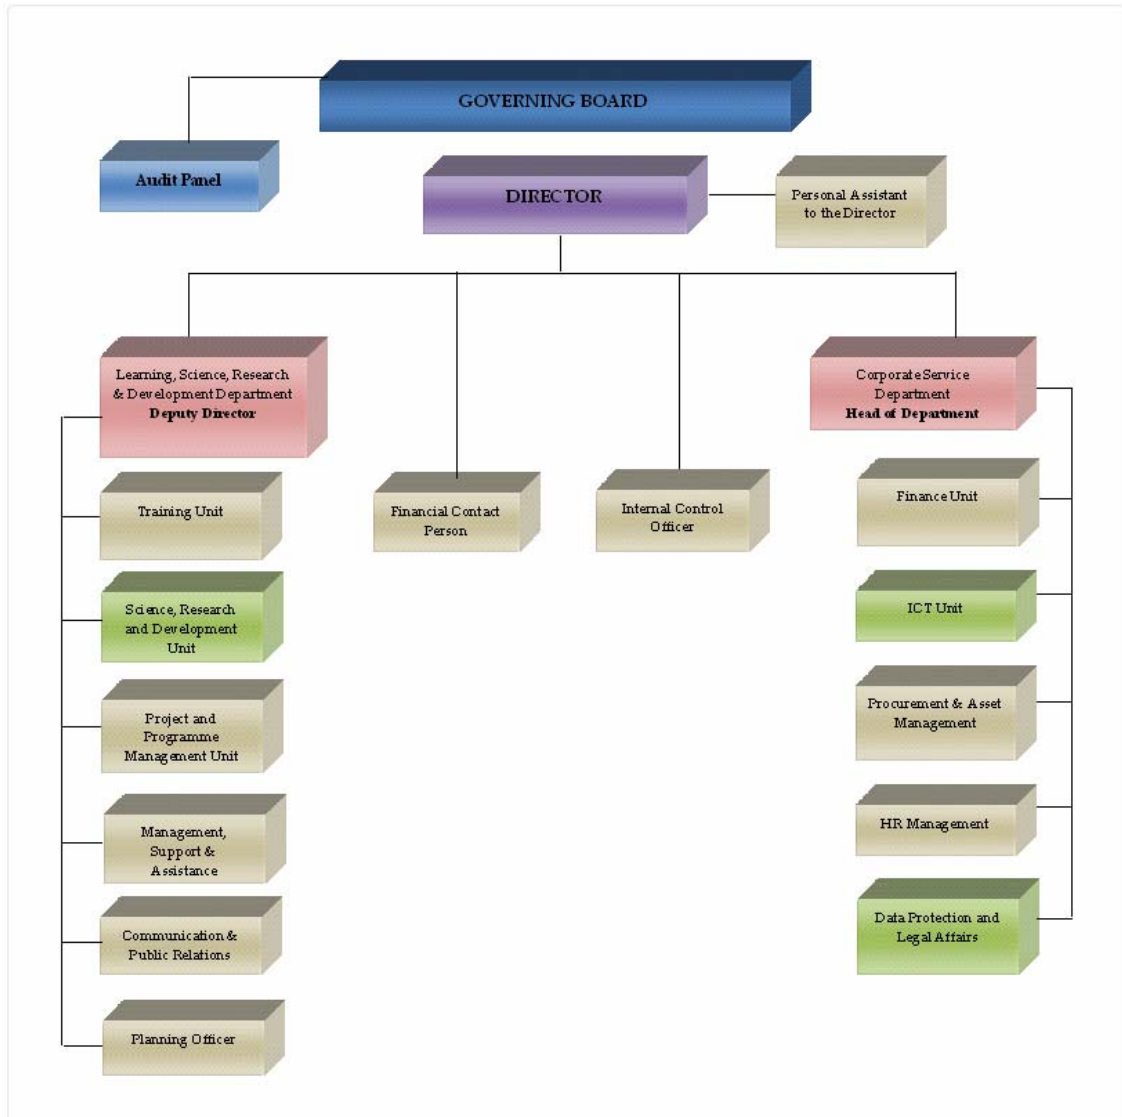 GOVERNING BOARD
Audit Panel
DIRECTOR
Personal Assistant
to the Director
Learning, Science, Research
& Development Department
Deputy Director
Corporate Service
Department
Head of Department
Training Unit
Financial Contact
Person
Internal Control
Officer
Finance Unit
Science, Research
and Development
Unit
ICT Unit
Project and
Programme
Management Unit
Procurement & Asset
Management
Management,
Support &
Assistance
HR Management
Communication &
Public Relations
Data Protection and
Legal Affairs
Planning Officer